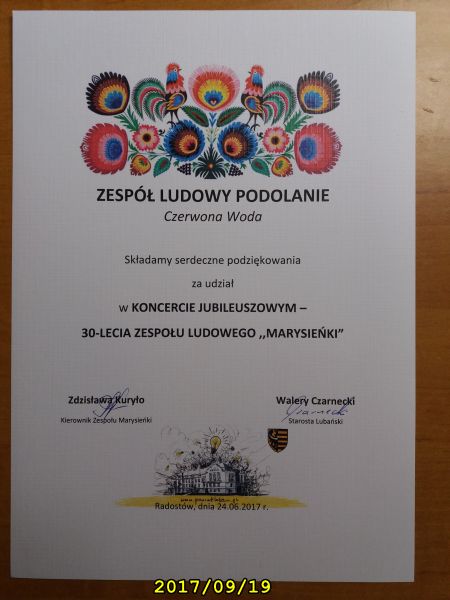 ZESPÓŁ LUDOWY PODOLANIE
Czerwona Woda
Składamy serdeczne podziękowania
za udział
w KONCERCIE JUBILEUSZOWYM –
30-LECIA ZESPOŁU LUDOWEGO ,,MARYSIEŃKI”
Zdzisława Kuryło
Kierownik Zespołu Marysieńki
Walery Czarnecki
Czarnecki
Starosta Lubański
Radostów, dnia 24.06.2017 r.
2017/09/19